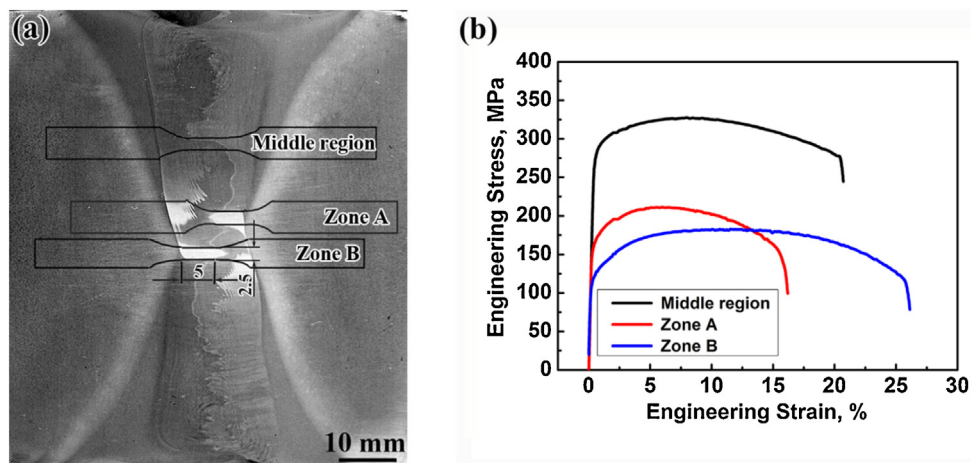 (a)
Middle region
Zone A
Zone B
5
2.5
10 mm
(b)
Engineering Stress, MPa
400
350
300
250
200
150
100
50
0
Middle region
Zone A
Zone B
0 5 10 15 20 25 30
Engineering Strain, %